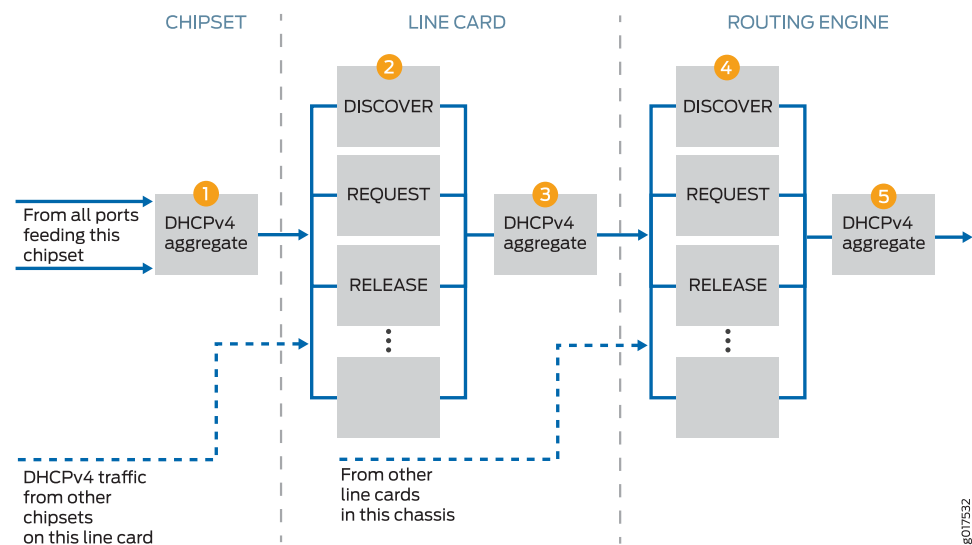 CHIPSET
LINE CARD
ROUTING ENGINE
2
DISCOVER
4
DISCOVER
REQUEST
REQUEST
1
DHCPv4
aggregate
3
DHCPv4
aggregate
5
DHCPv4
aggregate
From all ports
feeding this
chipset
RELEASE
RELEASE
DHCPv4 traffic
from other
chipsets
on this line card
From other
line cards
in this chassis
g017532